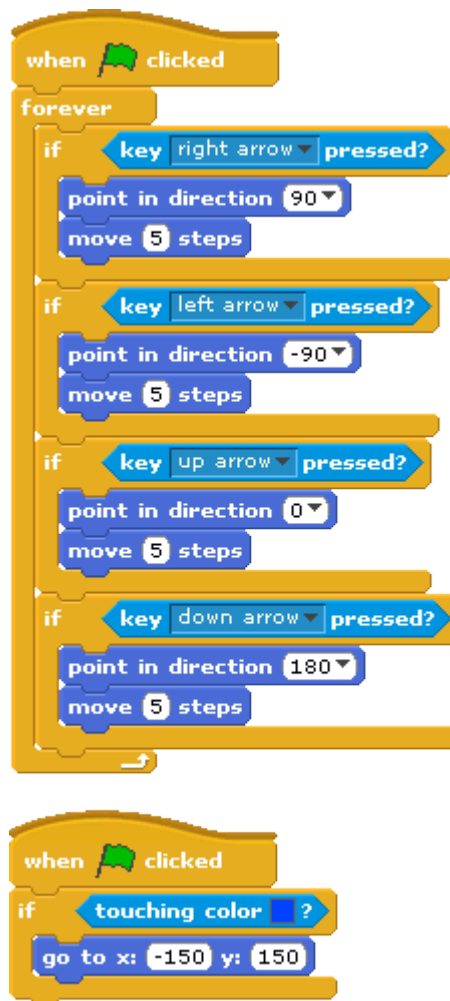 when clicked
forever
if key right arrow pressed?
point in direction 90
move 5 steps
if key left arrow pressed?
point in direction -90
move 5 steps
if key up arrow pressed?
point in direction 0
move 5 steps
if key down arrow pressed?
point in direction 180
move 5 steps
when clicked
if touching color ?
go to x: -150 y: 150